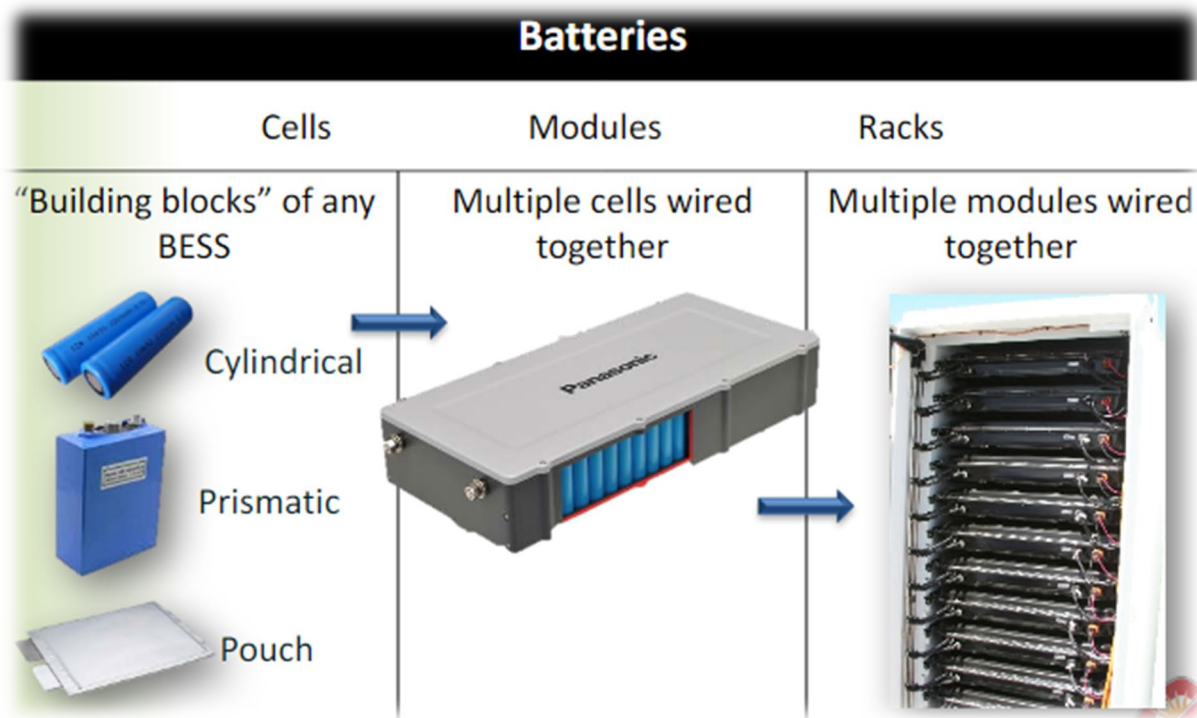 Batteries
Cells
Modules
Racks
“Building blocks” of any
BESS
Multiple cells wired
together
Multiple modules wired
together
Cylindrical
Prismatic
Pouch
Panasonic